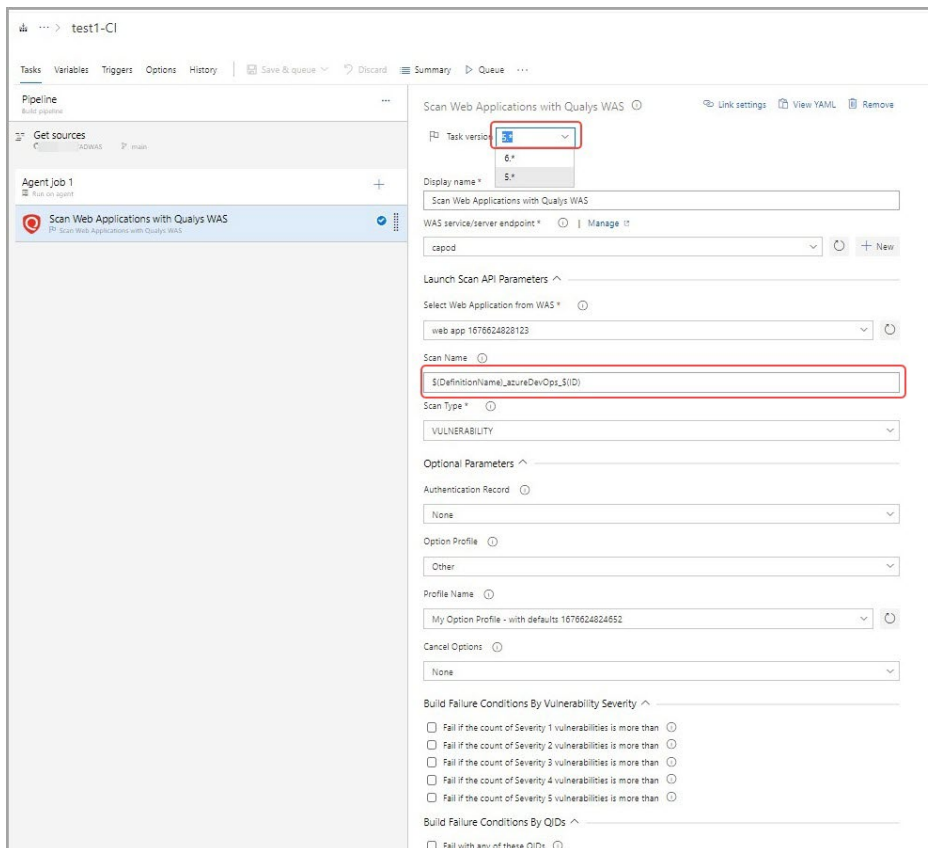 ··· > test1-CI
Tasks Variables Triggers Options History Save & queue Discard Summary Queue ···
Pipeline ···
Build pipeline
Get sources
ADWAS main
Agent job 1 +
Run on agent
Scan Web Applications with Qualys WAS
Scan Web Applications with Qualys WAS
Scan Web Applications with Qualys WAS Link settings View YAML Remove
Task version 5.*
6.*
5.*
Display name *
Scan Web Applications with Qualys WAS
WAS service/server endpoint * | Manage
capod + New
Launch Scan API Parameters
Select Web Application from WAS *
web app 1676624828123
Scan Name
$(DefinitionName)_azureDevOps_$(ID)
Scan Type *
VULNERABILITY
Optional Parameters
Authentication Record
None
Option Profile
Other
Profile Name
My Option Profile - with defaults 1676624824652
Cancel Options
None
Build Failure Conditions By Vulnerability Severity
Fail if the count of Severity 1 vulnerabilities is more than
Fail if the count of Severity 2 vulnerabilities is more than
Fail if the count of Severity 3 vulnerabilities is more than
Fail if the count of Severity 4 vulnerabilities is more than
Fail if the count of Severity 5 vulnerabilities is more than
Build Failure Conditions By QIDs
Fail with any of these QIDs